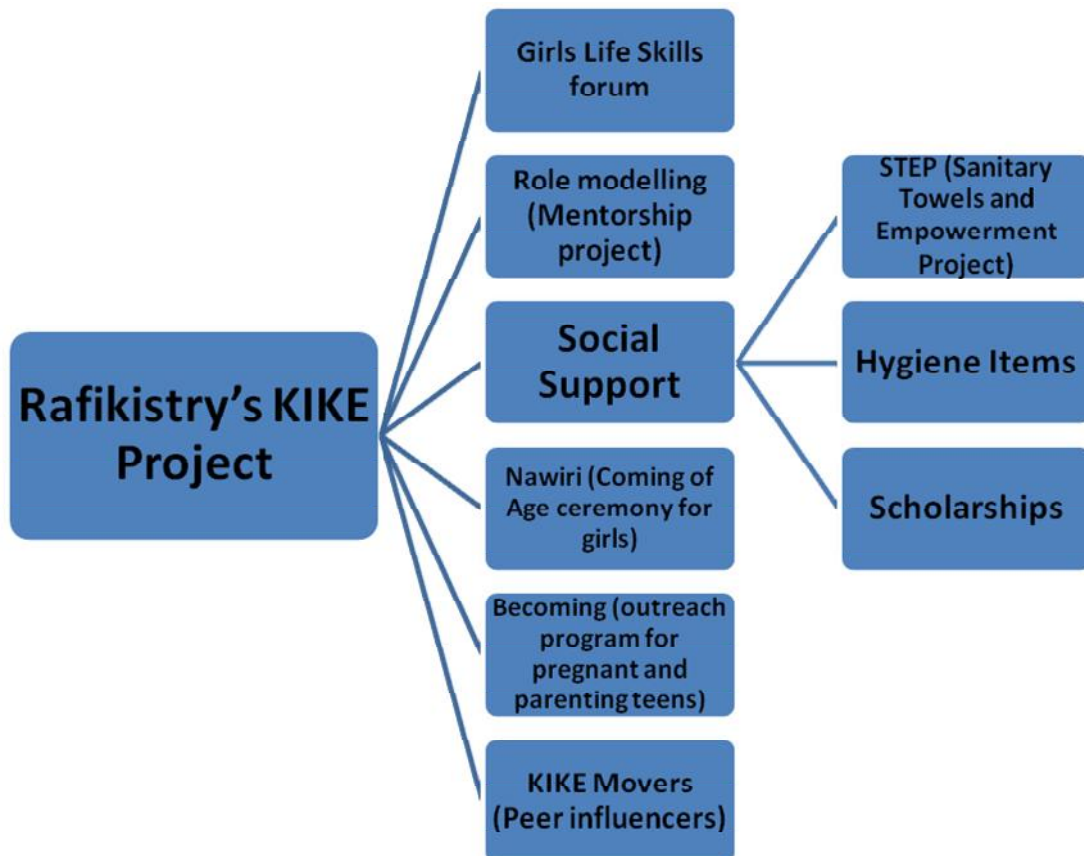 Rafikistry's KIKE
Project
Girls Life Skills
forum
Role modelling
(Mentorship
project)
Social
Support
Nawiri (Coming of
Age ceremony for
girls)
Becoming (outreach
program for
pregnant and
parenting teens)
KIKE Movers
(Peer influencers)
STEP (Sanitary
Towels and
Empowerment
Project)
Hygiene Items
Scholarships